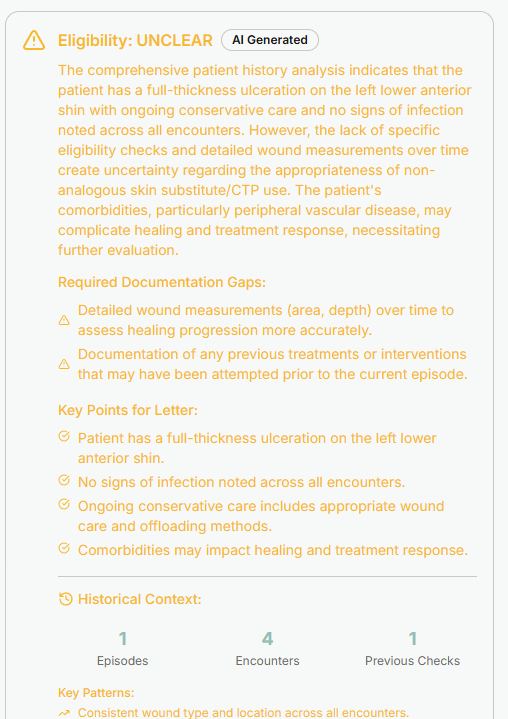 Eligibility: UNCLEAR AI Generated
The comprehensive patient history analysis indicates that the
patient has a full-thickness ulceration on the left lower anterior
shin with ongoing conservative care and no signs of infection
noted across all encounters. However, the lack of specific
eligibility checks and detailed wound measurements over time
create uncertainty regarding the appropriateness of non-
analogous skin substitute/CTP use. The patient's
comorbidities, particularly peripheral vascular disease, may
complicate healing and treatment response, necessitating
further evaluation.
Required Documentation Gaps:
Detailed wound measurements (area, depth) over time to
assess healing progression more accurately.
Documentation of any previous treatments or interventions
that may have been attempted prior to the current episode.
Key Points for Letter:
Patient has a full-thickness ulceration on the left lower
anterior shin.
No signs of infection noted across all encounters.
Ongoing conservative care includes appropriate wound
care and offloading methods.
Comorbidities may impact healing and treatment response.
Historical Context:
1 4 1
Episodes Encounters Previous Checks
Key Patterns:
Consistent wound type and location across all encounters.